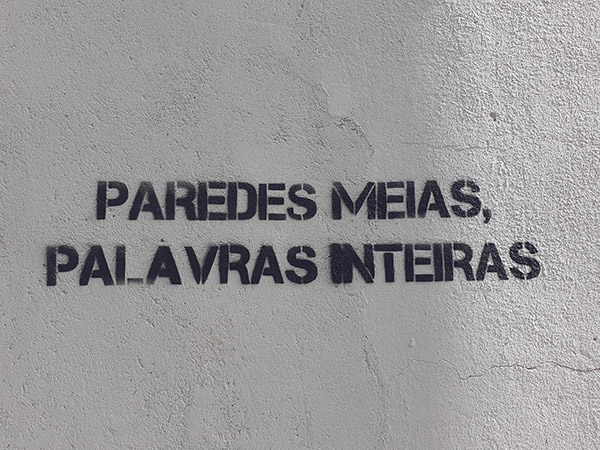 PAREDES MEIAS,
PALAVRAS INTEIRAS